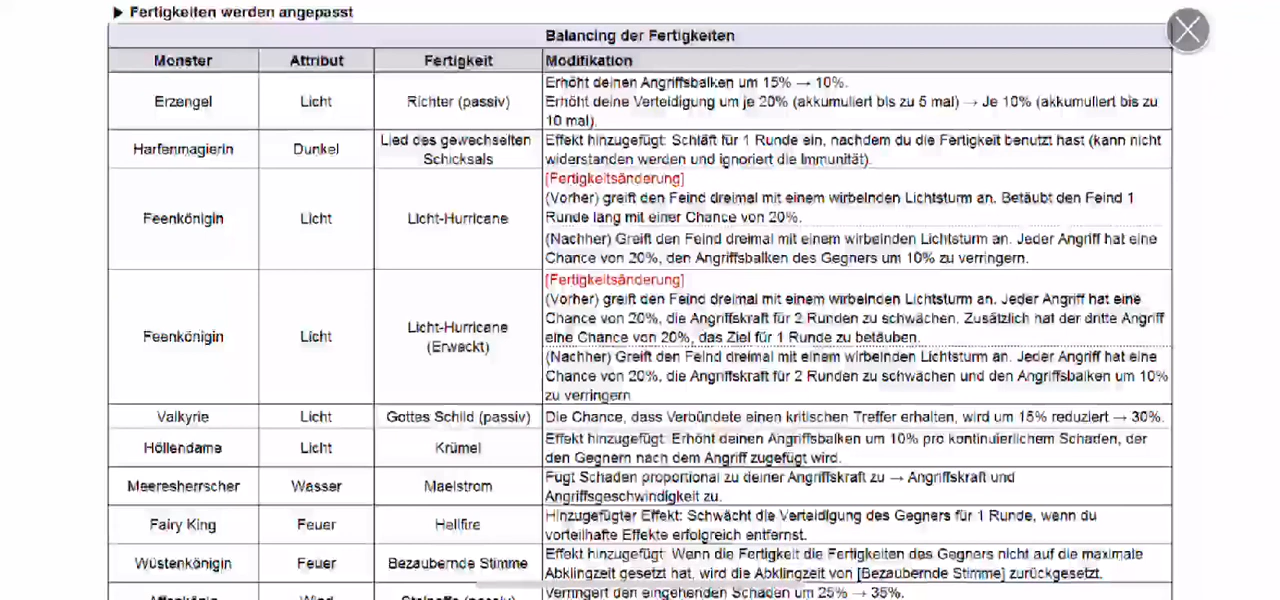 ▶ Fertigkeiten werden angepasst
Balancing der Fertigkeiten
Monster Attribut Fertigkeit Modifikation
Erzengel Licht Richter (passiv)
Erhöht deinen Angriffsbalken um 15% → 10%.
Erhöht deine Verteidigung um je 20% (akkumuliert bis zu 5 mal) → Je 10% (akkumuliert bis zu
10 mal).
Harfenmagierin Dunkel
Lied des gewechselten
Schicksals
Effekt hinzugefügt: Schläft für 1 Runde ein, nachdem du die Fertigkeit benutzt hast (kann nicht
widerstanden werden und ignoriert die Immunität).
Feenkönigin Licht Licht-Hurricane
[Fertigkeitsänderung]
(Vorher) greift den Feind dreimal mit einem wirbelnden Lichtsturm an. Betäubt den Feind 1
Runde lang mit einer Chance von 20%.
(Nachher) Greift den Feind dreimal mit einem wirbelnden Lichtsturm an. Jeder Angriff hat eine
Chance von 20%, den Angriffsbalken des Gegners um 10% zu verringern.
Feenkönigin Licht
Licht-Hurricane
(Erweckt)
[Fertigkeitsänderung]
(Vorher) greift den Feind dreimal mit einem wirbelnden Lichtsturm an. Jeder Angriff hat eine
Chance von 20%, die Angriffskraft für 2 Runden zu schwächen. Zusätzlich hat der dritte Angriff
eine Chance von 20%, das Ziel für 1 Runde zu betäuben.
(Nachher) Greift den Feind dreimal mit einem wirbelnden Lichtsturm an. Jeder Angriff hat eine
Chance von 20%, die Angriffskraft für 2 Runden zu schwächen und den Angriffsbalken um 10%
zu verringern
Valkyrie Licht Gottes Schild (passiv) Die Chance, dass Verbündete einen kritischen Treffer erhalten, wird um 15% reduziert → 30%.
Höllendame Licht Krümel
Effekt hinzugefügt: Erhöht deinen Angriffsbalken um 10% pro kontinuierlichem Schaden, der
den Gegnern nach dem Angriff zugefügt wird.
Meeresherrscher Wasser Maelstrom
Fügt Schaden proportional zu deiner Angriffskraft zu → Angriffskraft und
Angriffsgeschwindigkeit zu.
Fairy King Feuer Hellfire
Hinzugefügter Effekt: Schwächt die Verteidigung des Gegners für 1 Runde, wenn du
vorteilhafte Effekte erfolgreich entfernst.
Wüstenkönigin Feuer Bezaubernde Stimme
Effekt hinzugefügt: Wenn die Fertigkeit die Fertigkeiten des Gegners nicht auf die maximale
Abklingzeit gesetzt hat, wird die Abklingzeit von [Bezaubernde Stimme] zurückgesetzt.
Verringert den eingehenden Schaden um 25% → 35%.